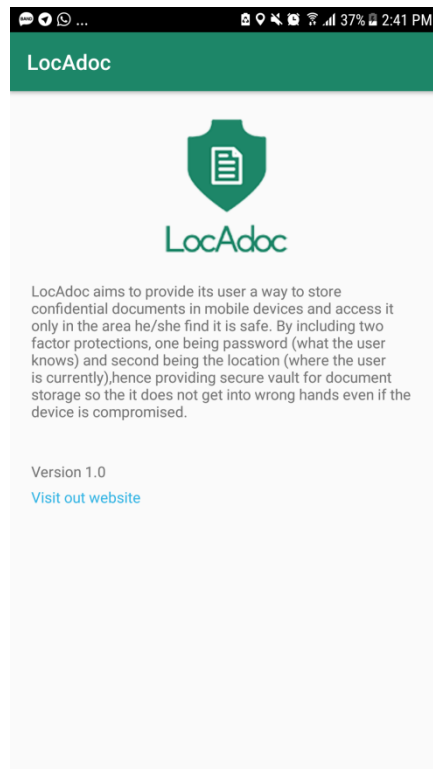 ... 37% 2:41 PM
LocAdoc
LocAdoc
LocAdoc aims to provide its user a way to store
confidential documents in mobile devices and access it
only in the area he/she find it is safe. By including two
factor protections, one being password (what the user
knows) and second being the location (where the user
is currently),hence providing secure vault for document
storage so the it does not get into wrong hands even if the
device is compromised.
Version 1.0
Visit out website